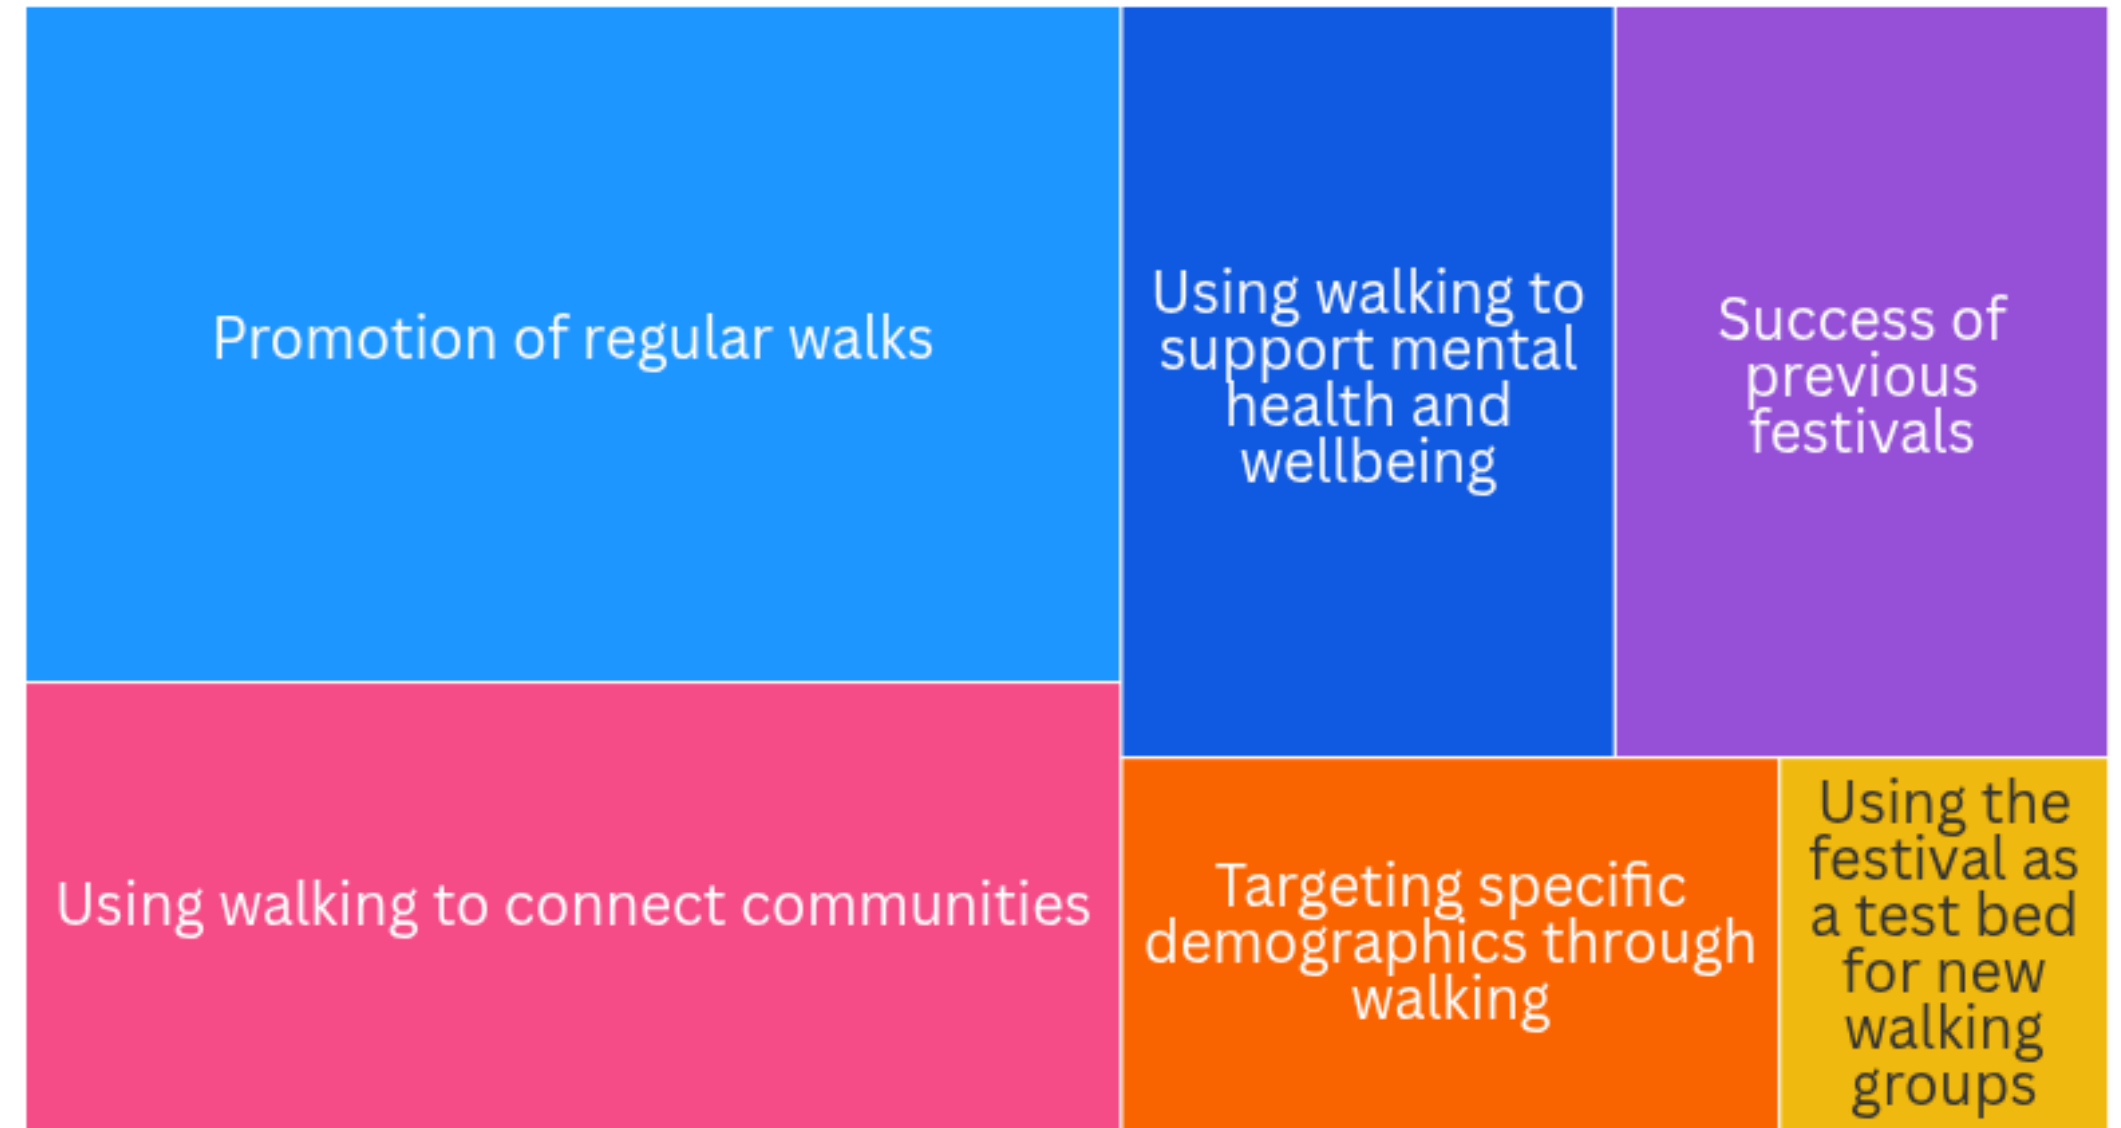 Promotion of regular walks
Using walking to
support mental
health and
wellbeing
Success of
previous
festivals
Using walking to connect communities
Targeting specific
demographics through
walking
Using the
festival as
a test bed
for new
walking
groups